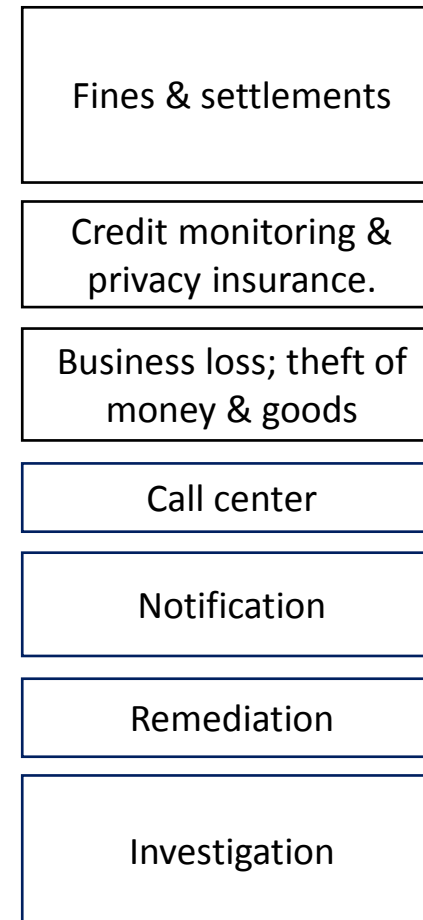 Fines & settlements
Credit monitoring &
privacy insurance.
Business loss; theft of
money & goods
Call center
Notification
Remediation
Investigation